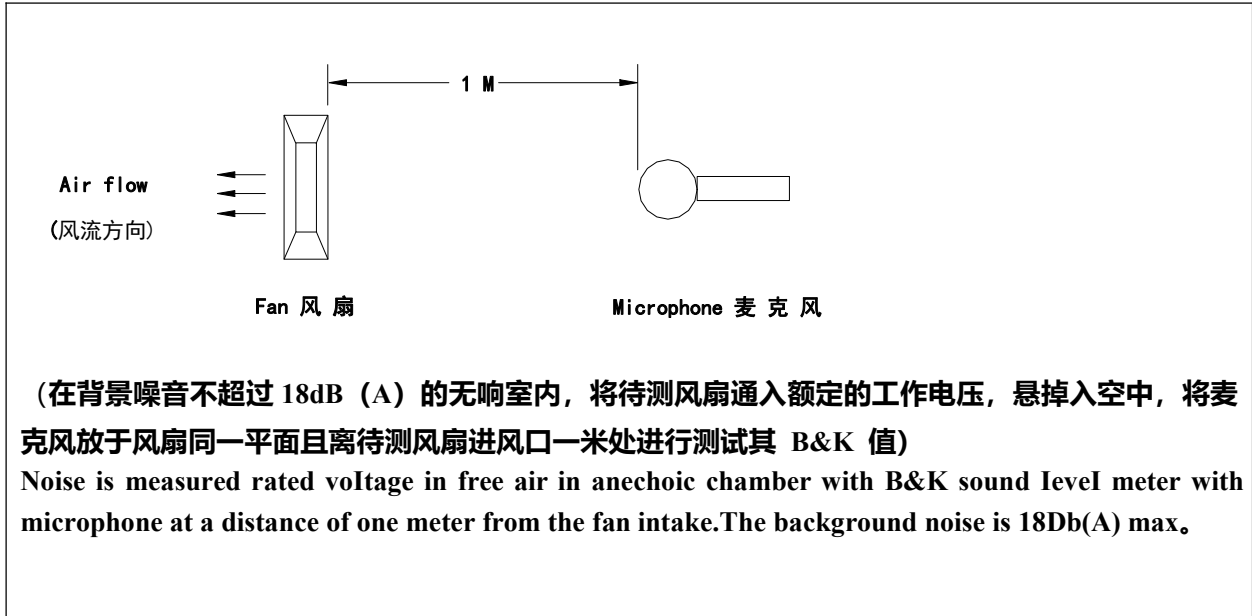 1 M
Air flow
(风流方向)
Fan 风 扇
Microphone 麦 克 风
（在背景噪音不超过 18dB（A）的无响室内，将待测风扇通入额定的工作电压，悬掉入空中，将麦
克风放于风扇同一平面且离待测风扇进风口一米处进行测试其 B&K 值)
Noise is measured rated voItage in free air in anechoic chamber with B&K sound IeveI meter with
microphone at a distance of one meter from the fan intake.The background noise is 18Db(A) max。